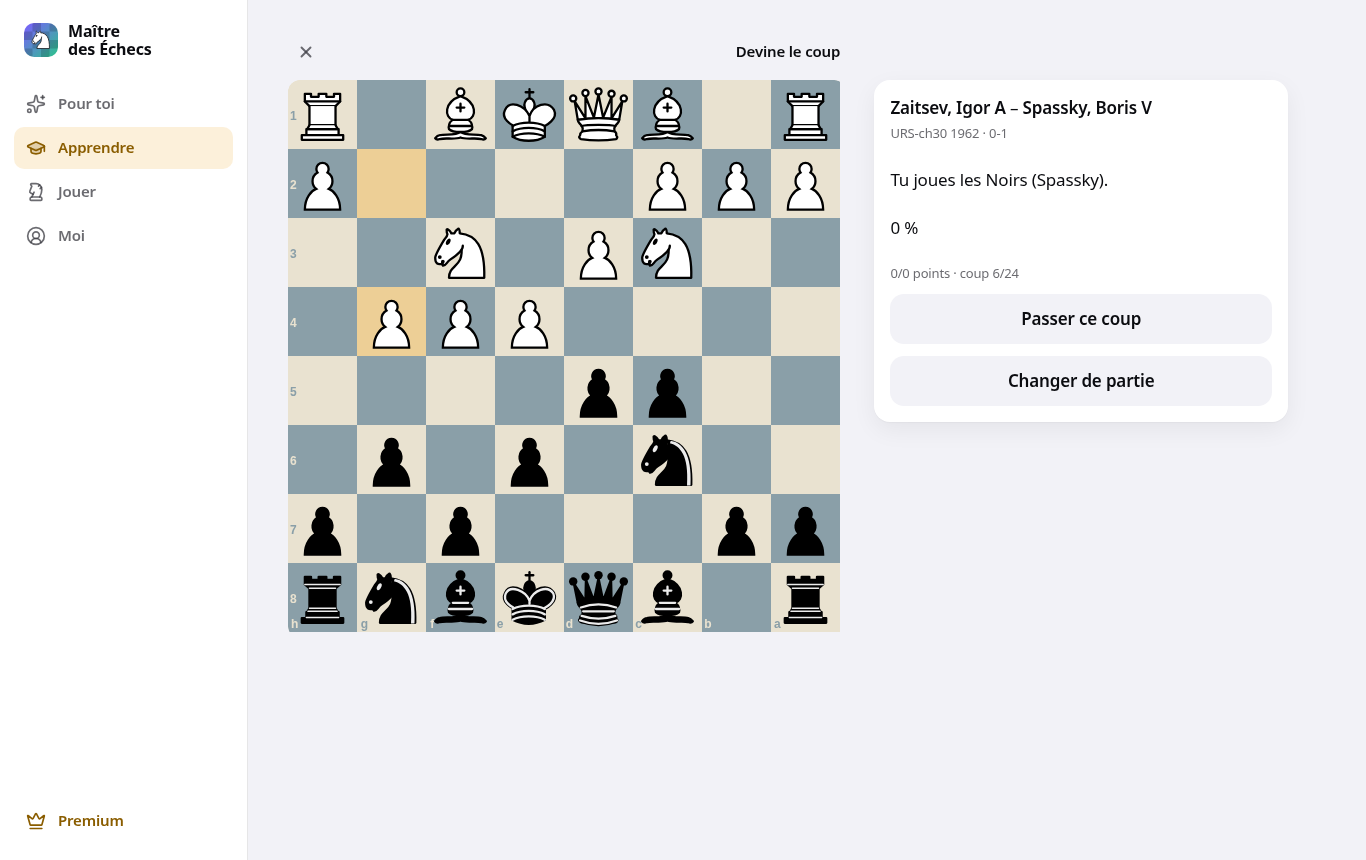 Maître
des Échecs
Pour toi
Apprendre
Jouer
Moi
Premium
Devine le coup
1
2
3
4
5
6
7
8
h g f e d c b a
Zaitsev, Igor A – Spassky, Boris V
URS-ch30 1962 · 0-1
Tu joues les Noirs (Spassky).
0 %
0/0 points · coup 6/24
Passer ce coup
Changer de partie